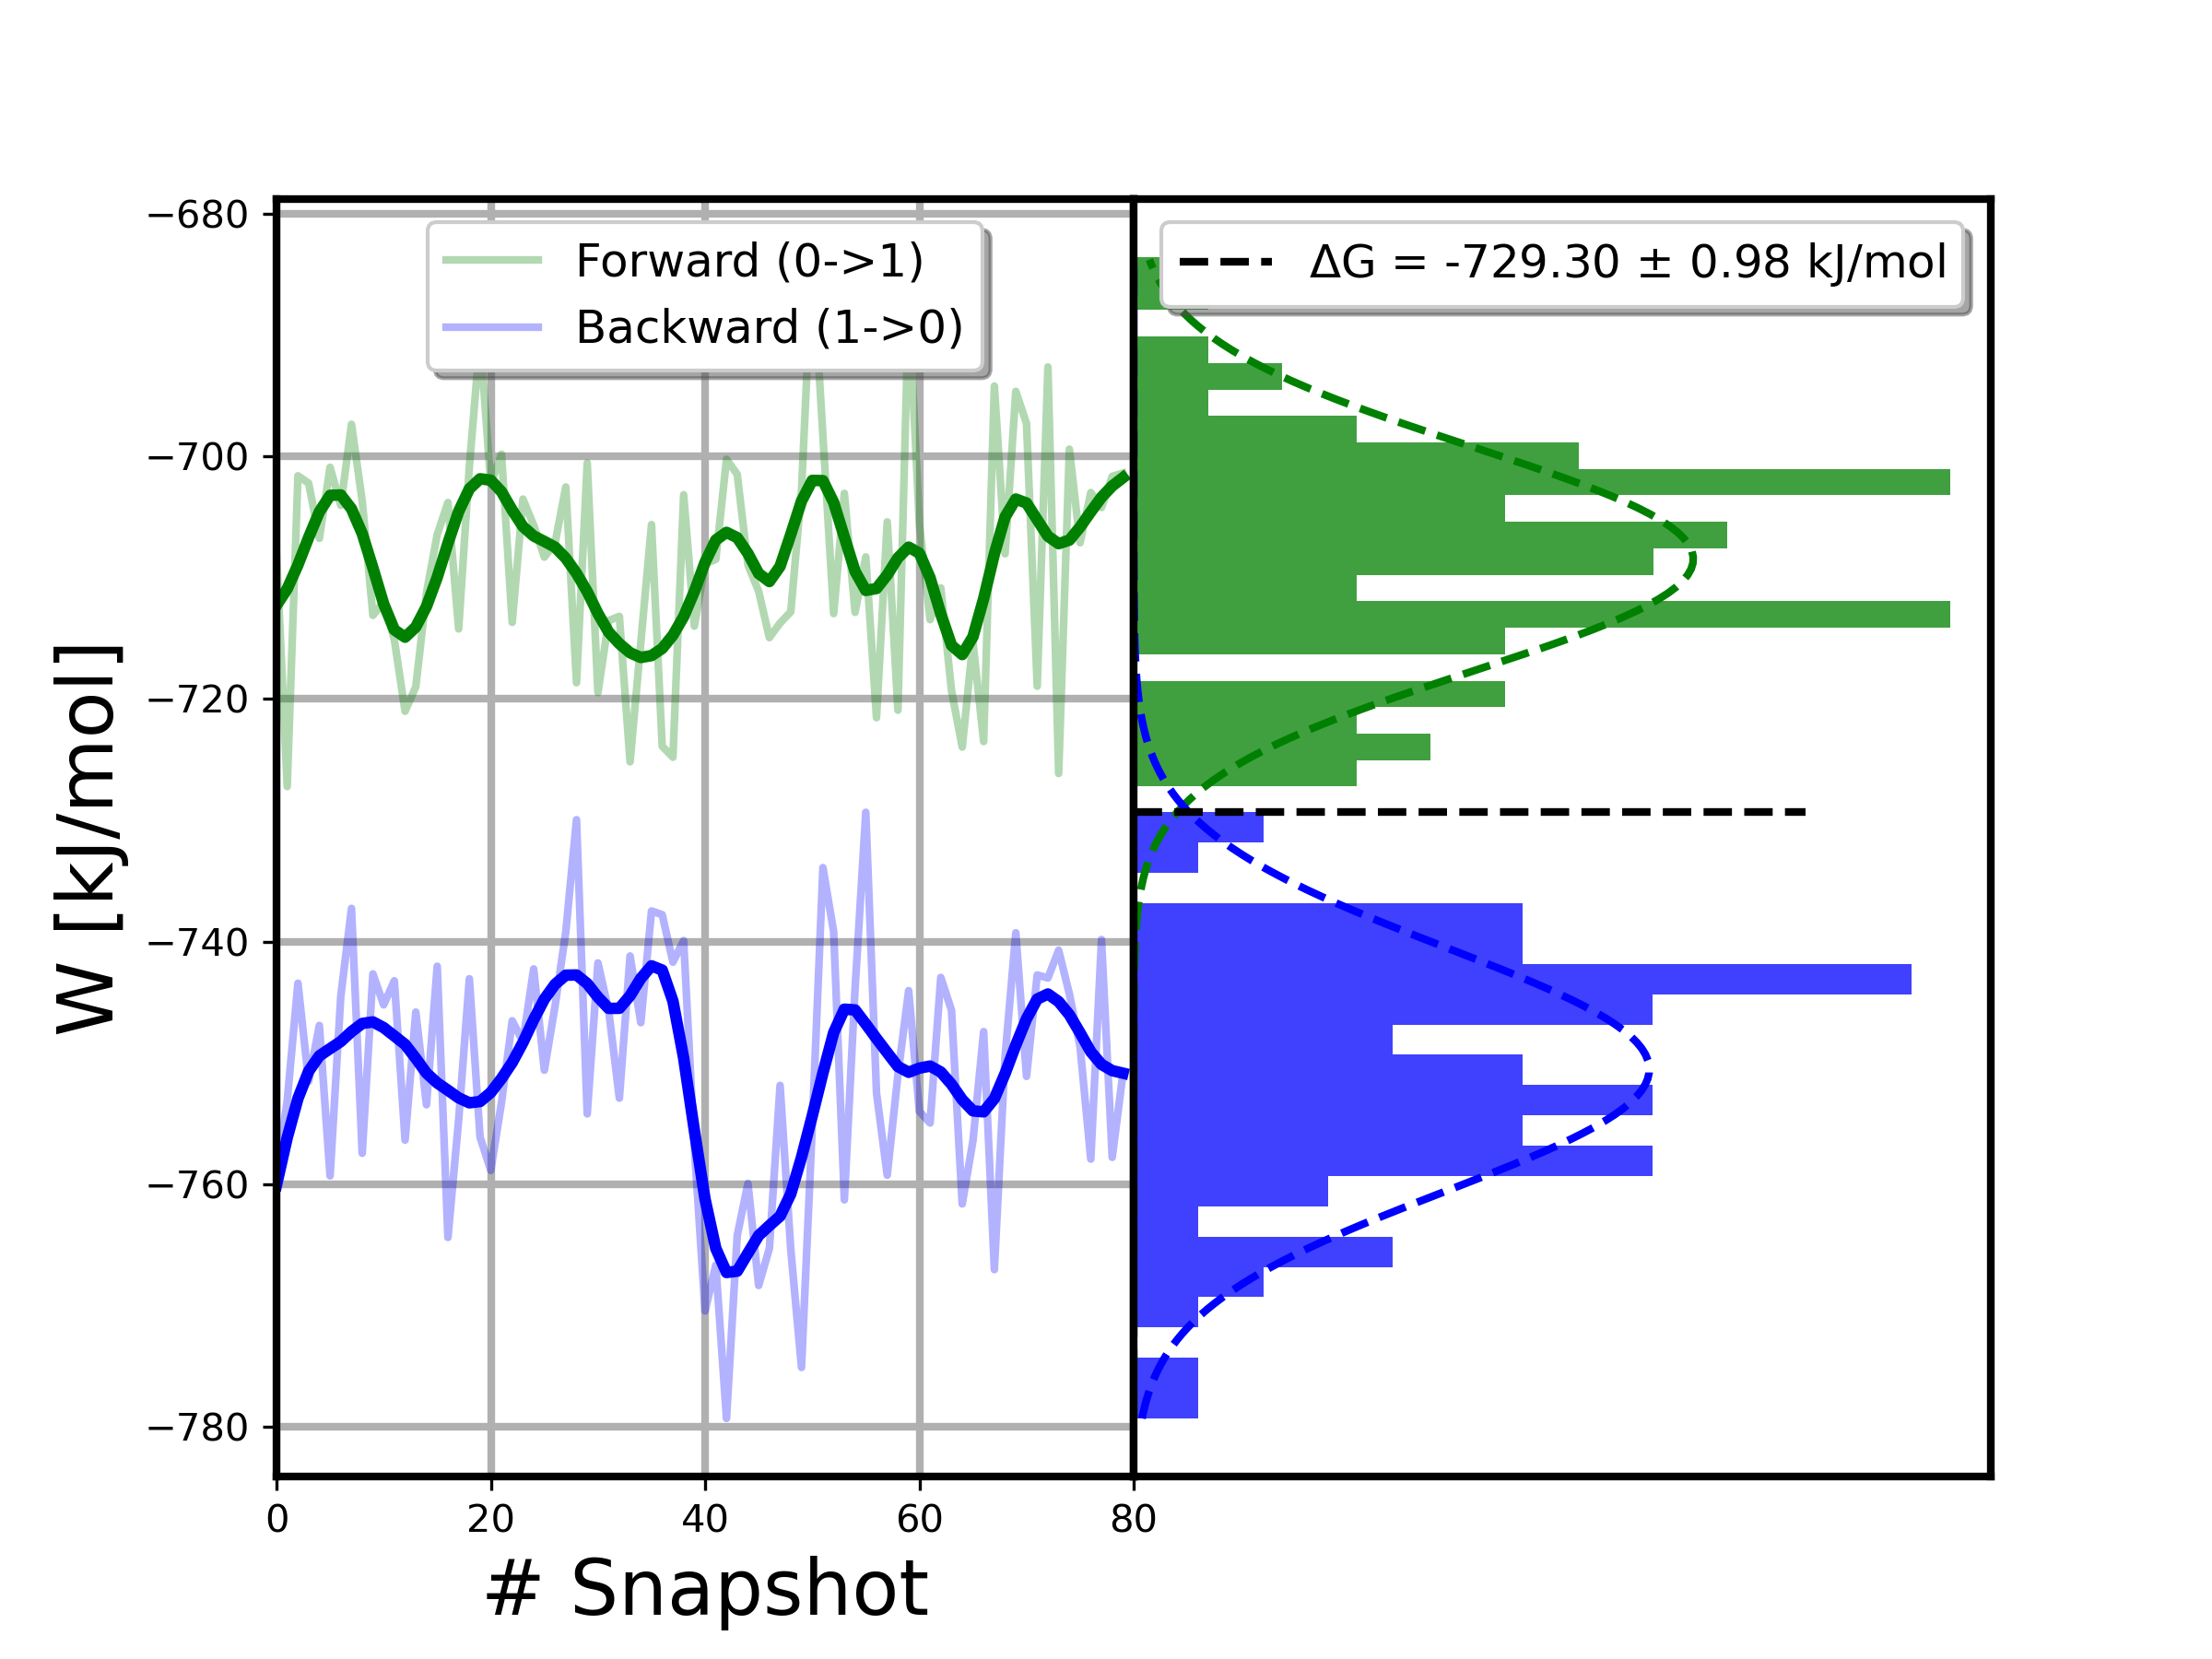 −680
−700
−720
−740
−760
−780
W [kJ/mol]
Forward (0->1)
Backward (1->0)
ΔG = -729.30 ± 0.98 kJ/mol
0 20 40 60 80
# Snapshot